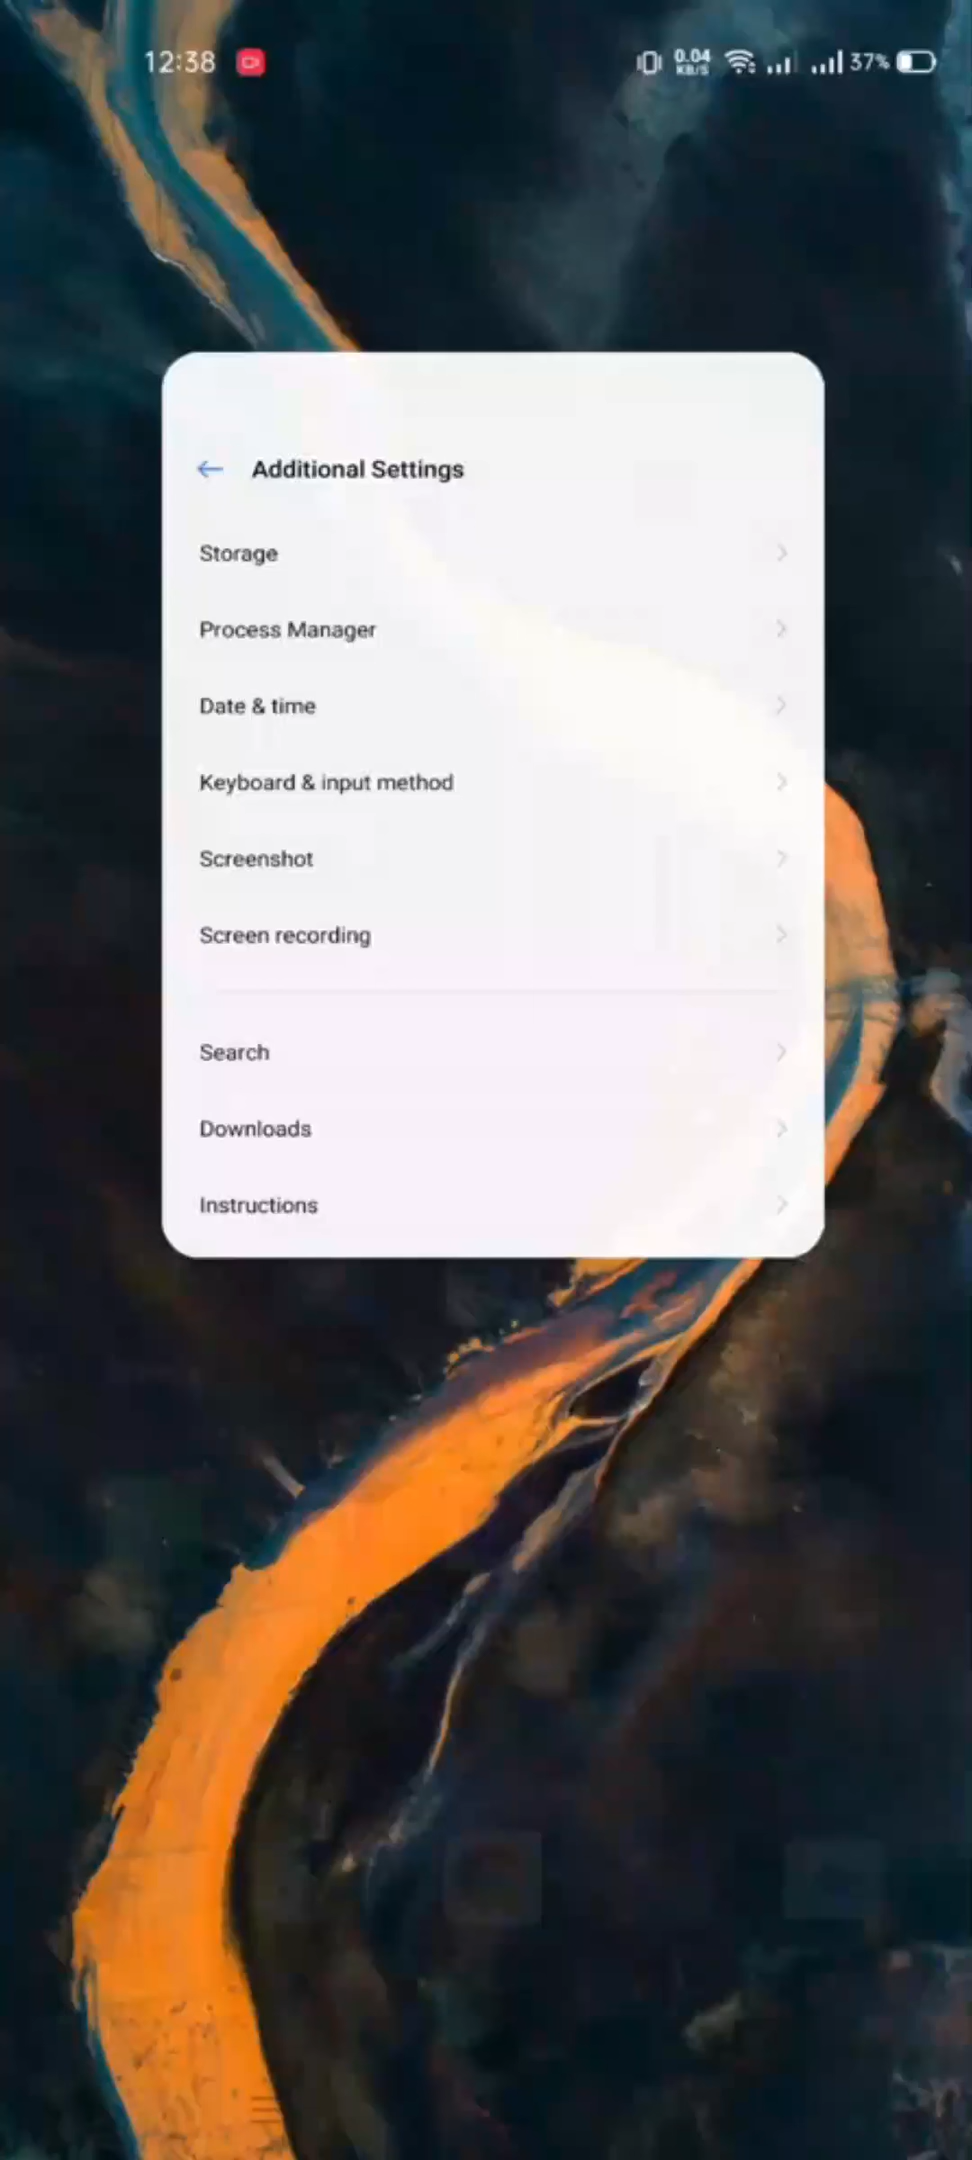 12:38
0.04
KB/S
37%
Additional Settings
Storage
Process Manager
Date & time
Keyboard & input method
Screenshot
Screen recording
Search
Downloads
Instructions